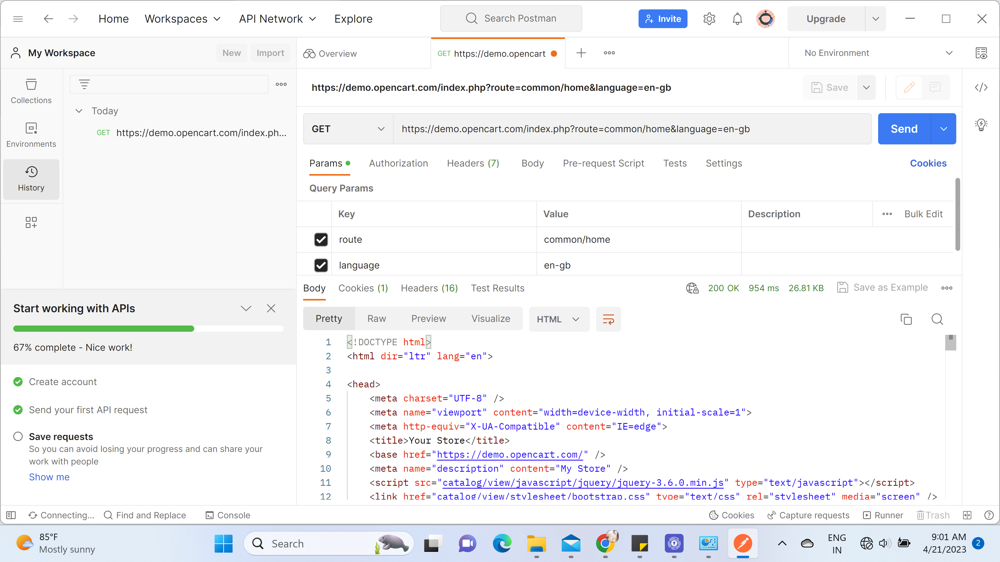 Home Workspaces API Network Explore Search Postman Invite Upgrade
My Workspace New Import Overview GET https://demo.opencart No Environment
Collections
Environments
History
Today
GET https://demo.opencart.com/index.ph...
https://demo.opencart.com/index.php?route=common/home&language=en-gb Save
GET https://demo.opencart.com/index.php?route=common/home&language=en-gb Send
Params Authorization Headers (7) Body Pre-request Script Tests Settings Cookies
Query Params
Key Value Description Bulk Edit
route common/home
language en-gb
Body Cookies (1) Headers (16) Test Results 200 OK 954 ms 26.81 KB Save as Example
Pretty Raw Preview Visualize HTML
1 <!DOCTYPE html>
2 <html dir="ltr" lang="en">
3
4 <head>
5 <meta charset="UTF-8" />
6 <meta name="viewport" content="width=device-width, initial-scale=1">
7 <meta http-equiv="X-UA-Compatible" content="IE=edge">
8 <title>Your Store</title>
9 <base href="https://demo.opencart.com/" />
10 <meta name="description" content="My Store" />
11 <script src="catalog/view/javascript/jquery/jquery-3.6.0.min.js" type="text/javascript"></script>
12 <link href="catalog/view/stylesheet/bootstrap.css" type="text/css" rel="stylesheet" media="screen" />
Start working with APIs
67% complete - Nice work!
Create account
Send your first API request
Save requests
So you can avoid losing your progress and can share your
work with people
Show me
Connecting... Find and Replace Console Cookies Capture requests Runner Trash
85°F
Mostly sunny
Search
ENG
IN
9:01 AM
4/21/2023
2